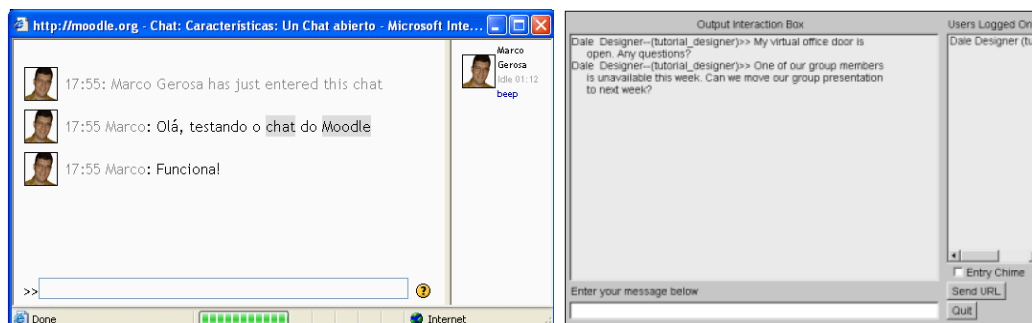 http://moodle.org - Chat: Características: Un Chat abierto - Microsoft Inte...
Marco
Gerosa
Idle 01:12
beep
17:55: Marco Gerosa has just entered this chat
17:55 Marco: Olá, testando o chat do Moodle
17:55 Marco: Funciona!
>>
?
Done
Internet
Output Interaction Box
Dale Designer--(tutorial_designer)>> My virtual office door is
open. Any questions?
Dale Designer--(tutorial_designer)>> One of our group members
is unavailable this week. Can we move our group presentation
to next week?
Enter your message below
Users Logged On
Dale Designer (tu
Entry Chime
Send URL
Quit